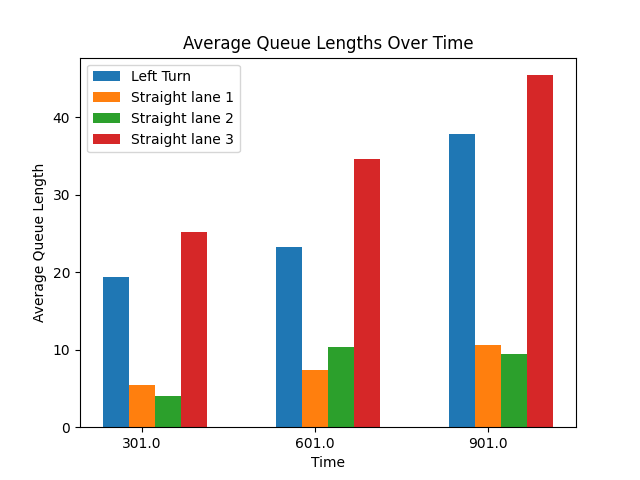 Average Queue Lengths Over Time
Left Turn
Straight lane 1
Straight lane 2
Straight lane 3
Average Queue Length
40
30
20
10
0
301.0
601.0
901.0
Time